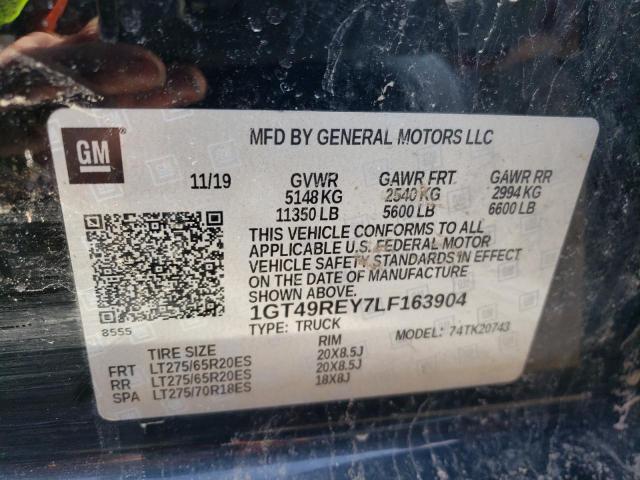 GM
MFD BY GENERAL MOTORS LLC
11/19 GVWR GAWR FRT GAWR RR
5148 KG 2540 KG 2994 KG
11350 LB 5600 LB 6600 LB
THIS VEHICLE CONFORMS TO ALL
APPLICABLE U.S. FEDERAL MOTOR
VEHICLE SAFETY STANDARDS IN EFFECT
ON THE DATE OF MANUFACTURE
SHOWN ABOVE.
1GT49REY7LF163904
8555
TYPE: TRUCK MODEL: 74TK20743
TIRE SIZE RIM
FRT LT275/65R20ES 20X8.5J
RR LT275/65R20ES 20X8.5J
SPA LT275/70R18ES 18X8J